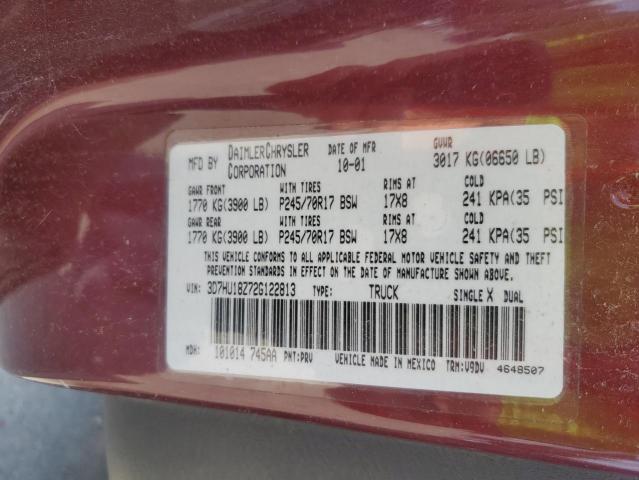 MFD BY DAIMLERCHRYSLER CORPORATION DATE OF MFR 10-01 GVWR 3017 KG(06650 LB)
GAWR FRONT WITH TIRES RIMS AT COLD
1770 KG(3900 LB) P245/70R17 BSW 17X8 241 KPA(35 PSI
GAWR REAR WITH TIRES RIMS AT COLD
1770 KG(3900 LB) P245/70R17 BSW 17X8 241 KPA(35 PSI
THIS VEHICLE CONFORMS TO ALL APPLICABLE FEDERAL MOTOR VEHICLE SAFETY AND THEFT
PREVENTION STANDARDS IN EFFECT ON THE DATE OF MANUFACTURE SHOWN ABOVE.
VIN: 3D7HU18Z72G122813 TYPE: TRUCK SINGLE X DUAL
MDH: 101014 745AA PNT:PRV VEHICLE MADE IN MEXICO TRM:V9DV 4648507